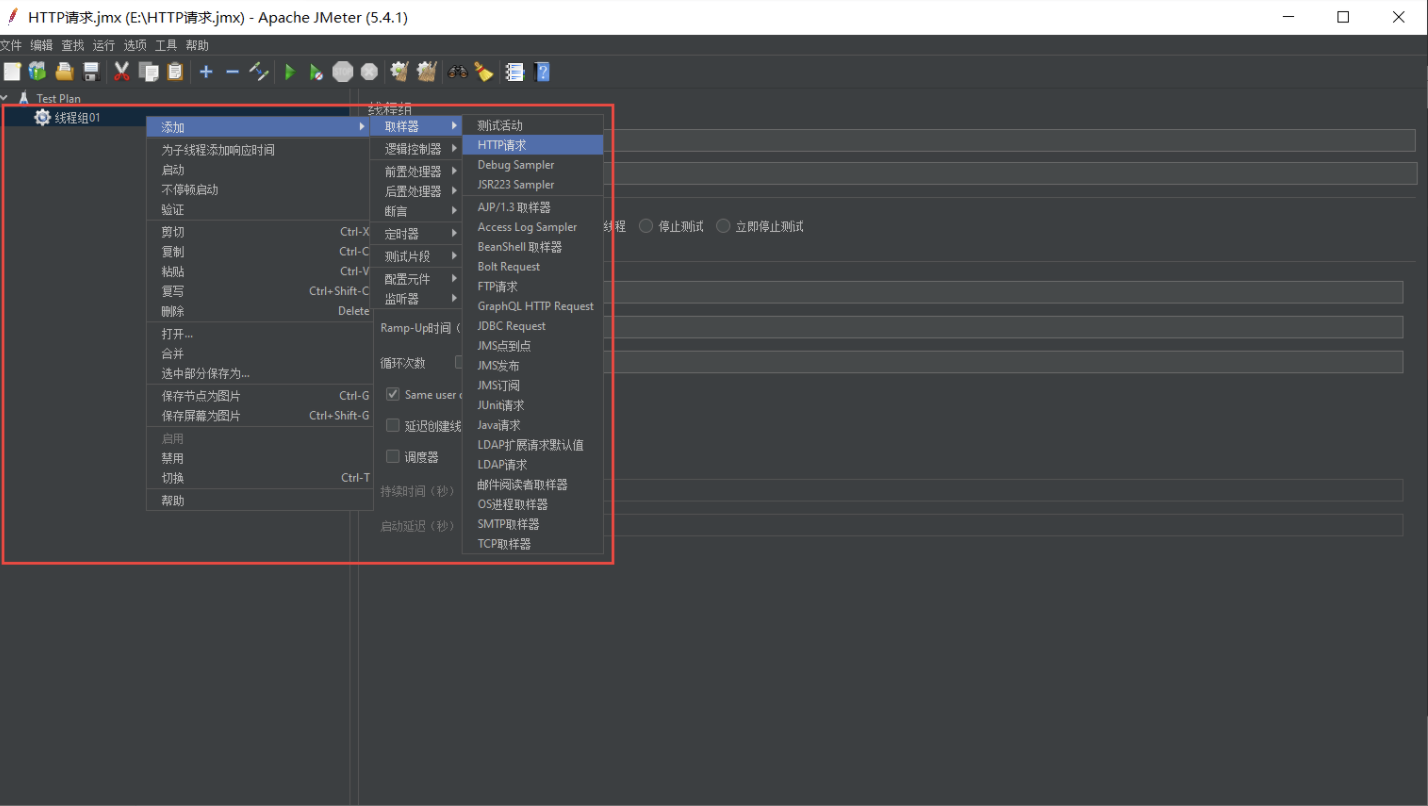 HTTP请求.jmx (E:\HTTP请求.jmx) - Apache JMeter (5.4.1)
文件 编辑 查找 运行 选项 工具 帮助
Test Plan
线程组01
线程组
添加
为子线程添加响应时间
启动
不停顿启动
验证
剪切 Ctrl-X
复制 Ctrl-C
粘贴 Ctrl-V
复写 Ctrl+Shift-C
删除 Delete
打开...
合并
选中部分保存为...
保存节点为图片 Ctrl-G
保存屏幕为图片 Ctrl+Shift-G
启用
禁用
切换 Ctrl-T
帮助
取样器
逻辑控制器
前置处理器
后置处理器
断言
定时器
测试片段
配置元件
监听器
测试活动
HTTP请求
Debug Sampler
JSR223 Sampler
AJP/1.3 取样器
Access Log Sampler
BeanShell 取样器
Bolt Request
FTP请求
GraphQL HTTP Request
JDBC Request
JMS点到点
JMS发布
JMS订阅
JUnit请求
Java请求
LDAP扩展请求默认值
LDAP请求
邮件阅读者取样器
OS进程取样器
SMTP取样器
TCP取样器
线程 停止测试 立即停止测试
Ramp-Up时间（
循环次数
Same user
延迟创建线
调度器
持续时间（秒）
启动延迟（秒）